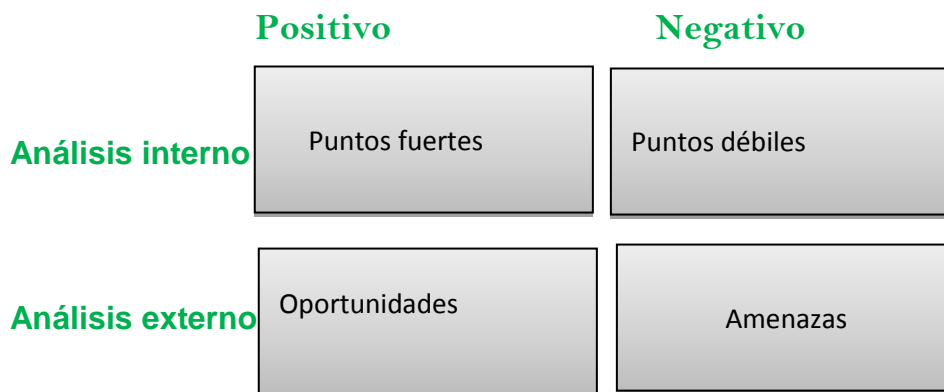 Positivo Negativo
Análisis interno Puntos fuertes Puntos débiles
Análisis externo Oportunidades Amenazas